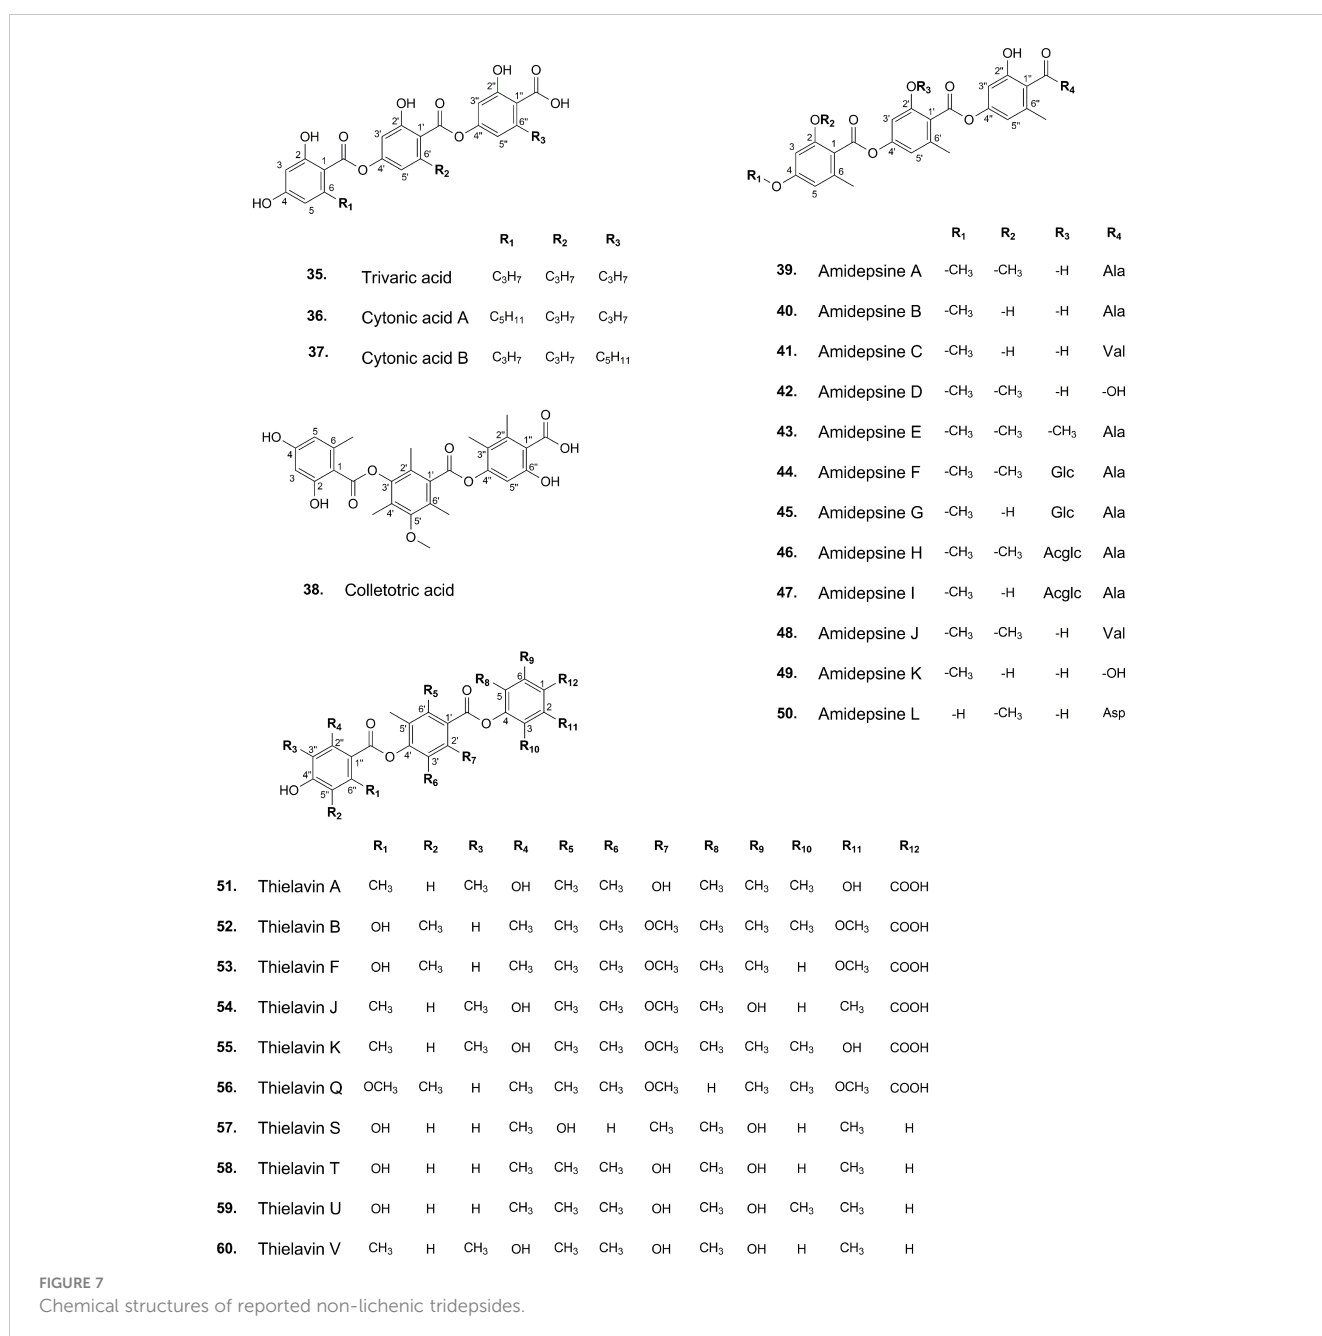 OH
O
OH
2"
3"
1"
OH
O
4"
6"
R₃
5"
2'
3'
1'
O
OH
O
4'
6'
R₂
5'
2
3
1
O
HO
4
6
R₁
5
R₁ R₂ R₃
35. Trivaric acid C₃H₇ C₃H₇ C₃H₇
36. Cytonic acid A C₅H₁₁ C₃H₇ C₃H₇
37. Cytonic acid B C₃H₇ C₃H₇ C₅H₁₁
HO
5
6
4
1
3
2
OH
O
O
2'
1'
3'
4'
6'
5'
O
O
O
2"
3"
1"
4"
6"
5"
O
OH
OH
38. Colletotric acid
OH
O
2"
3"
1"
R₄
4"
6"
5"
O
R₃
O
2'
3'
1'
O
4'
6'
5'
O
R₂
O
2
3
1
O
4
6
5
R₁
O
R₁ R₂ R₃ R₄
39. Amidepsine A -CH₃ -CH₃ -H Ala
40. Amidepsine B -CH₃ -H -H Ala
41. Amidepsine C -CH₃ -H -H Val
42. Amidepsine D -CH₃ -CH₃ -H -OH
43. Amidepsine E -CH₃ -CH₃ -CH₃ Ala
44. Amidepsine F -CH₃ -CH₃ Glc Ala
45. Amidepsine G -CH₃ -H Glc Ala
46. Amidepsine H -CH₃ -CH₃ Acglc Ala
47. Amidepsine I -CH₃ -H Acglc Ala
48. Amidepsine J -CH₃ -CH₃ -H Val
49. Amidepsine K -CH₃ -H -H -OH
50. Amidepsine L -H -CH₃ -H Asp
R₉
R₈
6
R₁₂
5
1
R₅
O
4
2
R₁₁
6'
O
3
5'
1'
R₁₀
R₄
O
4'
2'
R₇
R₃
2"
O
3'
3"
1"
R₆
4"
6"
R₁
HO
5"
R₂
R₁ R₂ R₃ R₄ R₅ R₆ R₇ R₈ R₉ R₁₀ R₁₁ R₁₂
51. Thielavin A CH₃ H CH₃ OH CH₃ CH₃ OH CH₃ CH₃ CH₃ OH COOH
52. Thielavin B OH CH₃ H CH₃ CH₃ CH₃ OCH₃ CH₃ CH₃ CH₃ OCH₃ COOH
53. Thielavin F OH CH₃ H CH₃ CH₃ CH₃ OCH₃ CH₃ CH₃ H OCH₃ COOH
54. Thielavin J CH₃ H CH₃ OH CH₃ CH₃ OCH₃ CH₃ OH H CH₃ COOH
55. Thielavin K CH₃ H CH₃ OH CH₃ CH₃ OCH₃ CH₃ CH₃ CH₃ OH COOH
56. Thielavin Q OCH₃ CH₃ H CH₃ CH₃ CH₃ OCH₃ H CH₃ CH₃ OCH₃ COOH
57. Thielavin S OH H H CH₃ OH H CH₃ CH₃ OH H CH₃ H
58. Thielavin T OH H H CH₃ CH₃ CH₃ OH CH₃ OH H CH₃ H
59. Thielavin U OH H H CH₃ CH₃ CH₃ OH CH₃ OH CH₃ CH₃ H
60. Thielavin V CH₃ H CH₃ OH CH₃ CH₃ OH CH₃ OH H CH₃ H
FIGURE 7
Chemical structures of reported non-lichenic tridepsides.